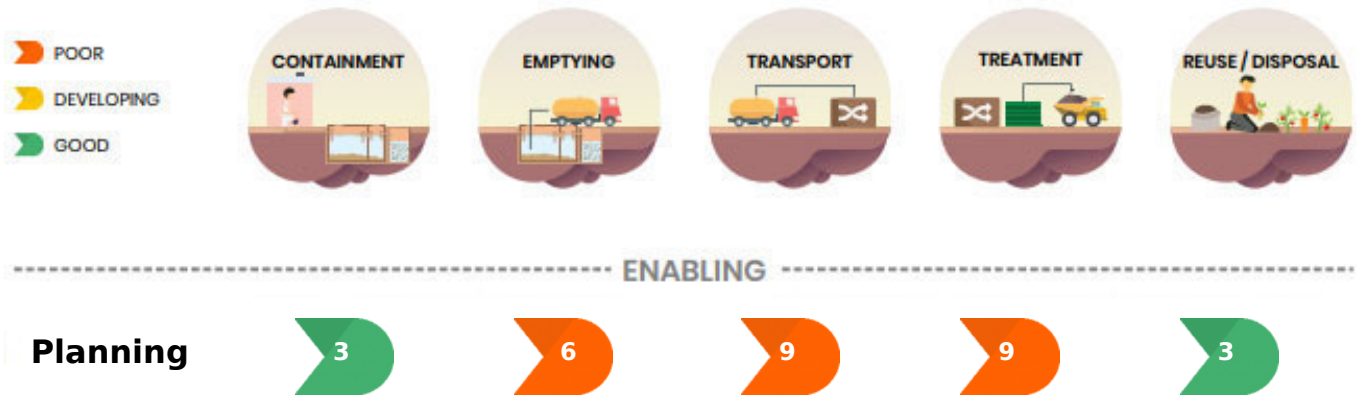 POOR
DEVELOPING
GOOD
CONTAINMENT
EMPTYING
TRANSPORT
TREATMENT
REUSE / DISPOSAL
ENABLING
Planning 3 6 9 9 3